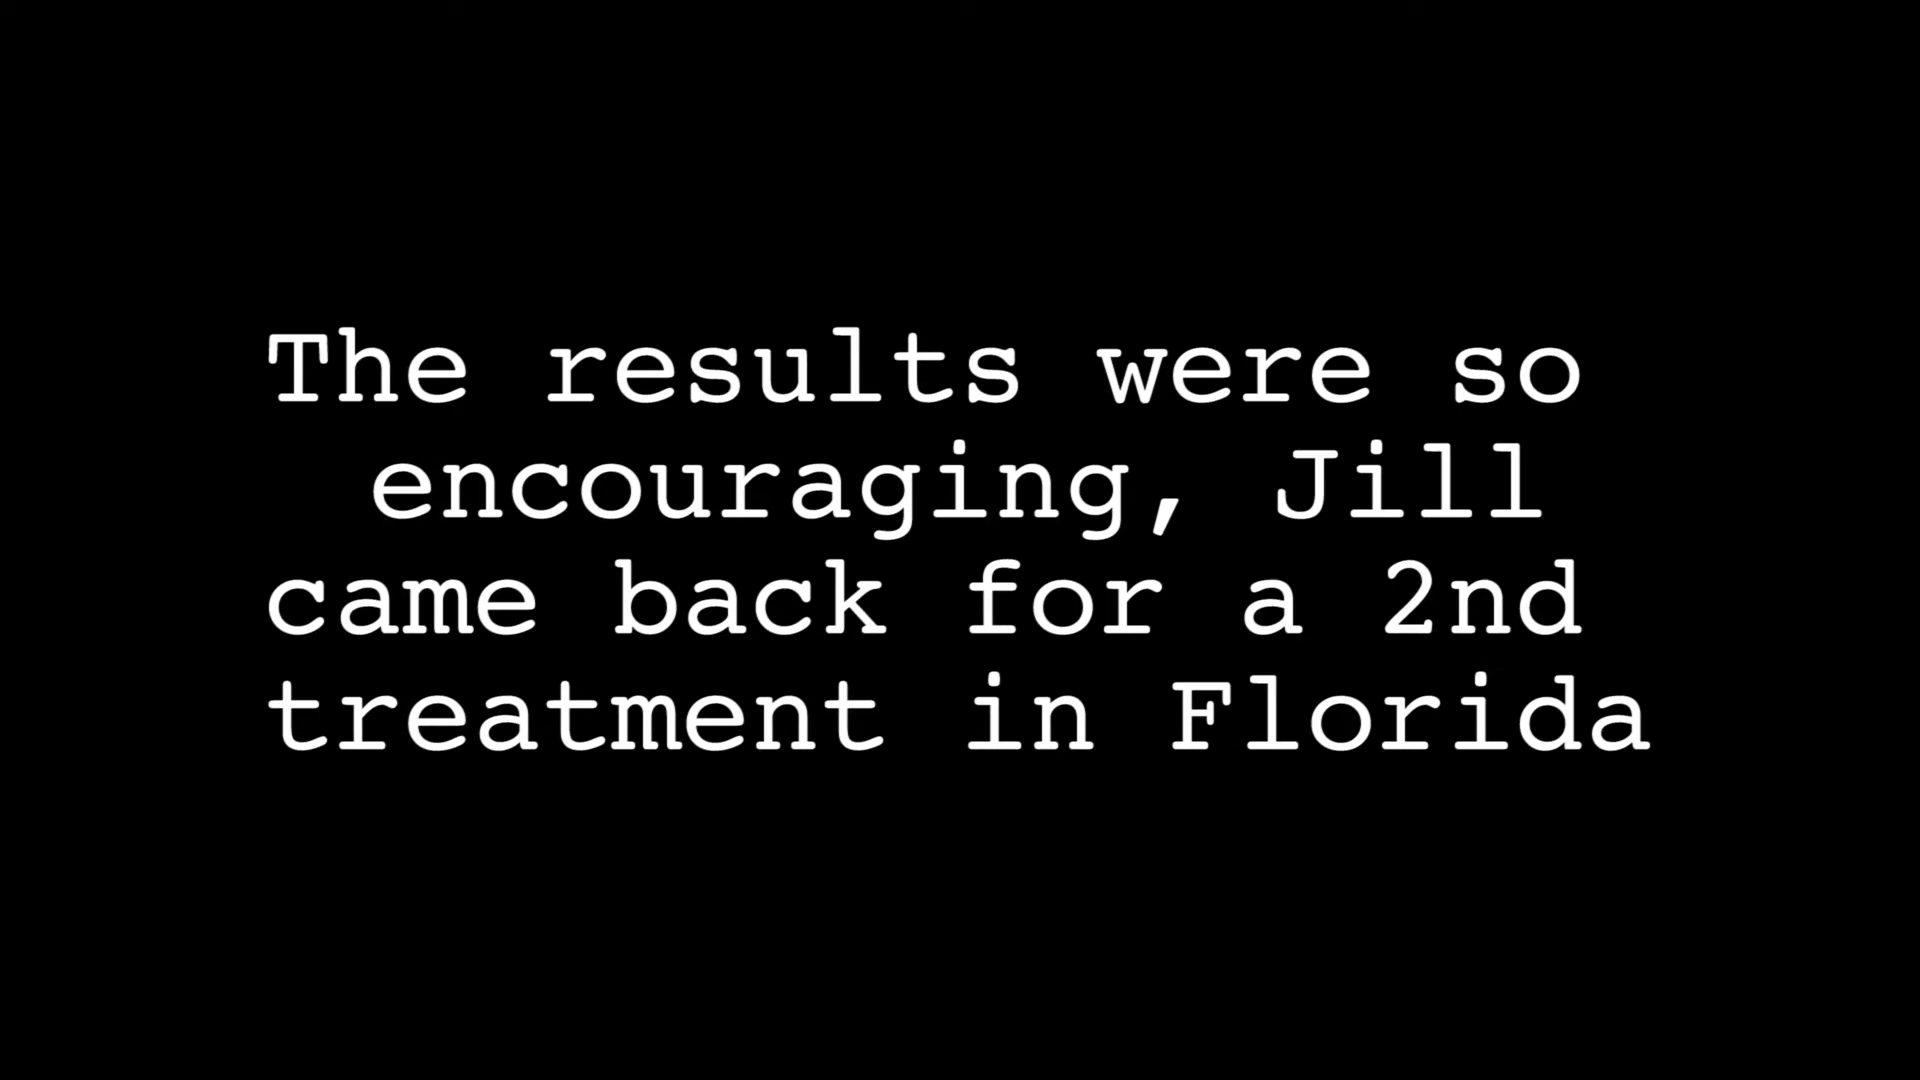 The results were so
encouraging, Jill
came back for a 2nd
treatment in Florida